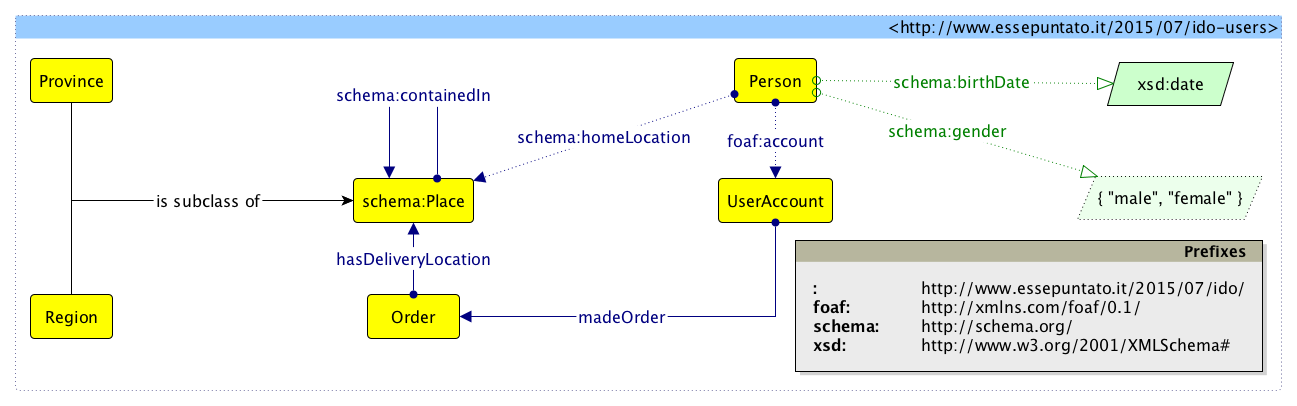 <http://www.essepuntato.it/2015/07/ido-users>
Province
Person
schema:birthDate
xsd:date
schema:containedIn
schema:homeLocation
foaf:account
schema:gender
{ "male", "female" }
is subclass of
schema:Place
UserAccount
hasDeliveryLocation
Region
Order
madeOrder
Prefixes
: http://www.essepuntato.it/2015/07/ido/
foaf: http://xmlns.com/foaf/0.1/
schema: http://schema.org/
xsd: http://www.w3.org/2001/XMLSchema#